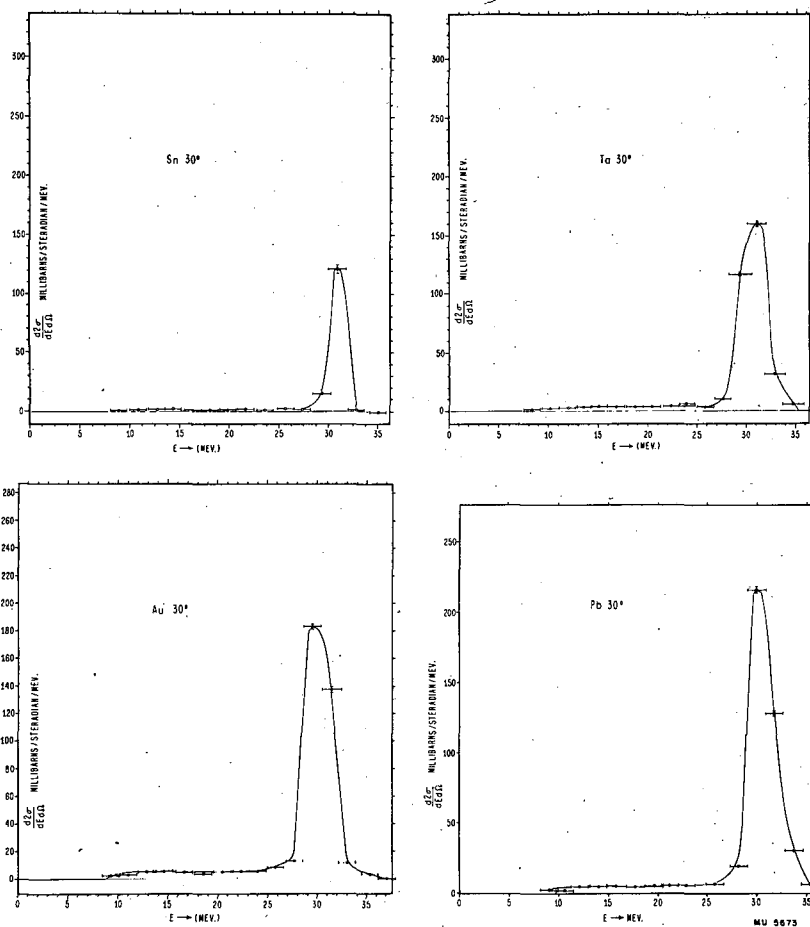 300
250
200
150
100
50
0
Sn 30°
d2σ
dEdΩ
MILLIBARNS/STERADIAN/MEV.
0 5 10 15 20 25 30 35
E → (MEV.)
300
250
200
150
100
50
0
Ta 30°
d2σ
dEdΩ
MILLIBARNS/STERADIAN/MEV.
0 5 10 15 20 25 30 35
E → (MEV.)
280
260
240
220
200
180
160
140
120
100
80
60
40
20
0
Au 30°
d2σ
dEdΩ
MILLIBARNS/STERADIAN/MEV.
0 5 10 15 20 25 30 35
E → (MEV.)
250
200
150
100
50
0
Pb 30°
d2σ
dEdΩ
MILLIBARNS/STERADIAN/MEV.
0 5 10 15 20 25 30 35
E → MEV.
MU 5673